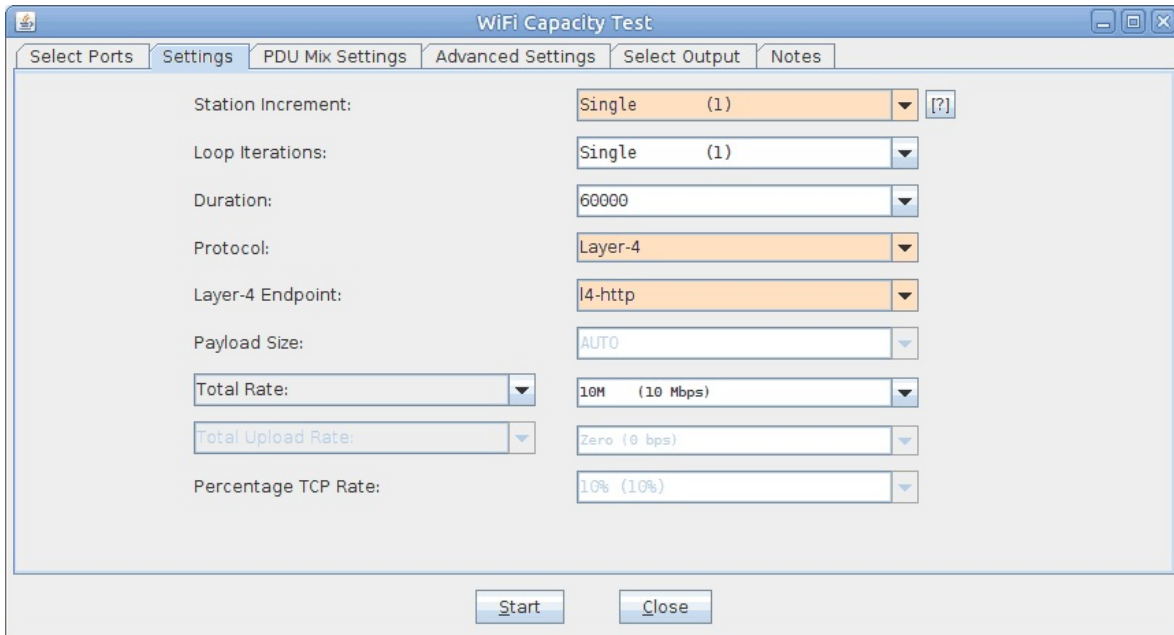 WiFi Capacity Test
Select Ports Settings PDU Mix Settings Advanced Settings Select Output Notes
Station Increment: Single (1) [?]
Loop Iterations: Single (1)
Duration: 60000
Protocol: Layer-4
Layer-4 Endpoint: l4-http
Payload Size: AUTO
Total Rate: 10M (10 Mbps)
Total Upload Rate: Zero (0 bps)
Percentage TCP Rate: 10% (10%)
Start Close